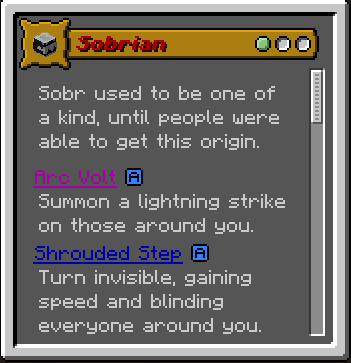 Sobrian
Sobr used to be one of
a kind, until people were
able to get this origin.
Arc Volt A
Summon a lightning strike
on those around you.
Shrouded Step A
Turn invisible, gaining
speed and blinding
everyone around you.